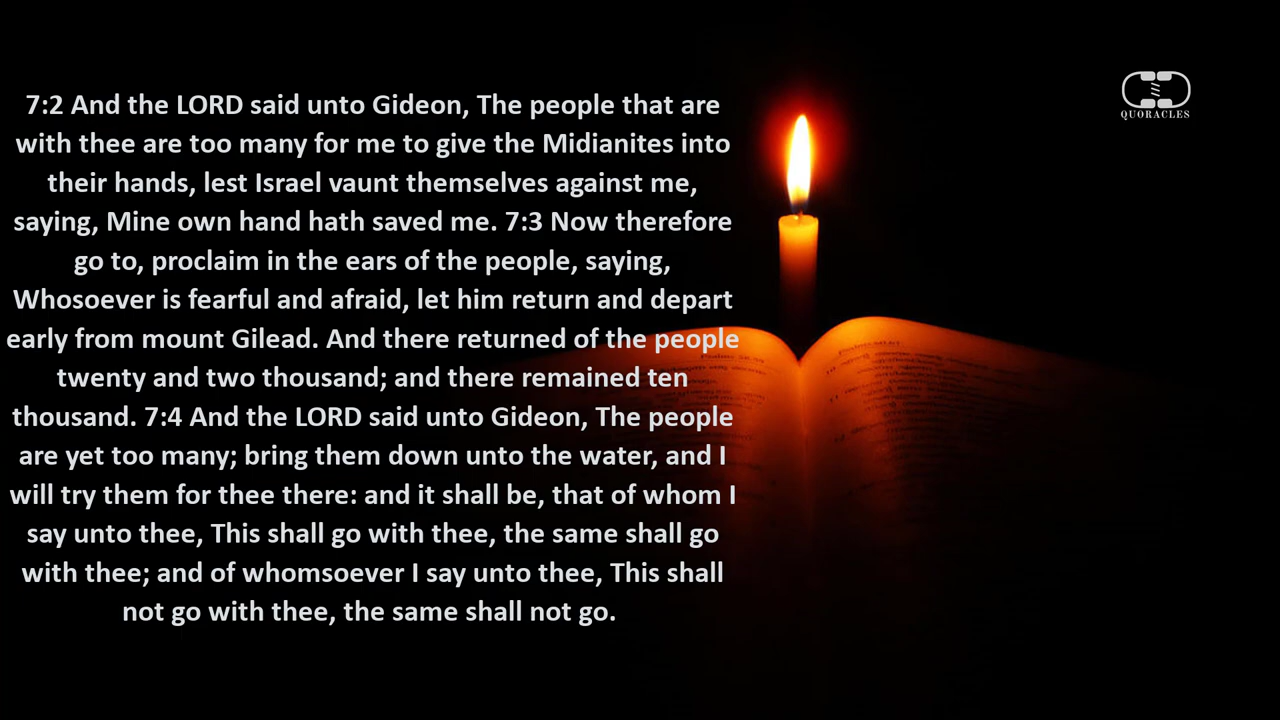 7:2 And the LORD said unto Gideon, The people that are
with thee are too many for me to give the Midianites into
their hands, lest Israel vaunt themselves against me,
saying, Mine own hand hath saved me. 7:3 Now therefore
go to, proclaim in the ears of the people, saying,
Whosoever is fearful and afraid, let him return and depart
early from mount Gilead. And there returned of the people
twenty and two thousand; and there remained ten
thousand. 7:4 And the LORD said unto Gideon, The people
are yet too many; bring them down unto the water, and I
will try them for thee there: and it shall be, that of whom I
say unto thee, This shall go with thee, the same shall go
with thee; and of whomsoever I say unto thee, This shall
not go with thee, the same shall not go.
QUORACLES